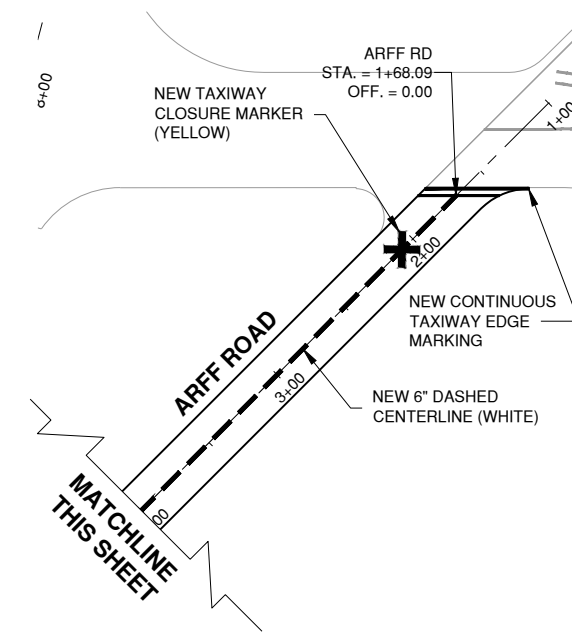 ARFF RD
STA. = 1+68.09
OFF. = 0.00
NEW TAXIWAY
CLOSURE MARKER
(YELLOW)
1+00
2+00
NEW CONTINUOUS
TAXIWAY EDGE
MARKING
ARFF ROAD
3+00
NEW 6" DASHED
CENTERLINE (WHITE)
MATCHLINE
THIS SHEET
00